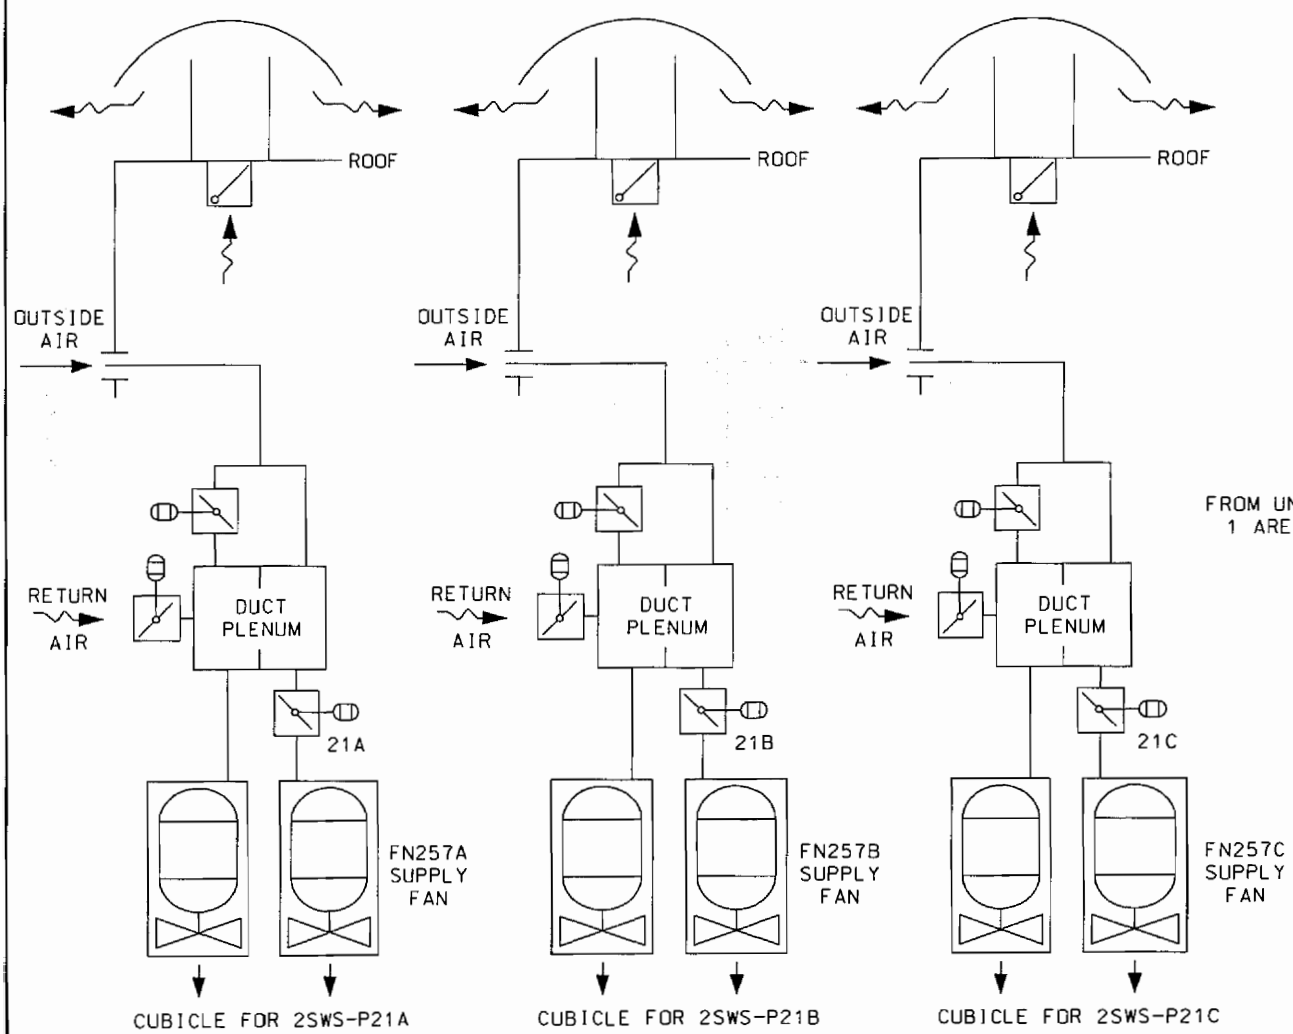 ROOF
ROOF
ROOF
OUTSIDE
AIR
OUTSIDE
AIR
OUTSIDE
AIR
FROM UN
1 ARE
RETURN
AIR
DUCT
PLENUM
RETURN
AIR
DUCT
PLENUM
RETURN
AIR
DUCT
PLENUM
21A
21B
21C
FN257A
SUPPLY
FAN
FN257B
SUPPLY
FAN
FN257C
SUPPLY
FAN
CUBICLE FOR 2SWS-P21A
CUBICLE FOR 2SWS-P21B
CUBICLE FOR 2SWS-P21C